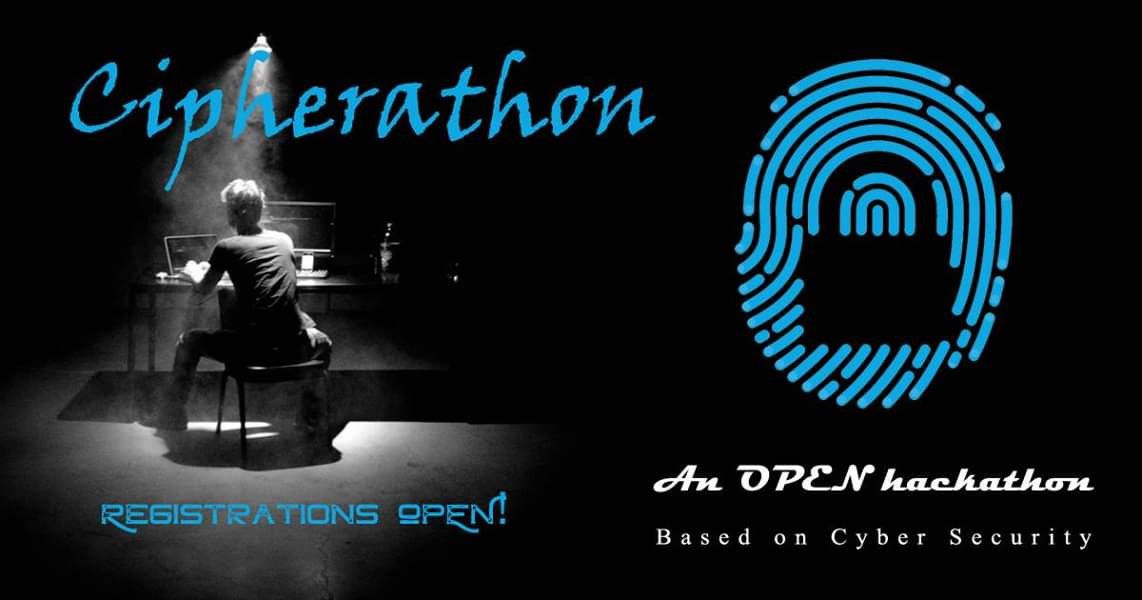 Cipherathon
REGISTRATIONS OPEN!
An OPEN hackathon
Based on Cyber Security